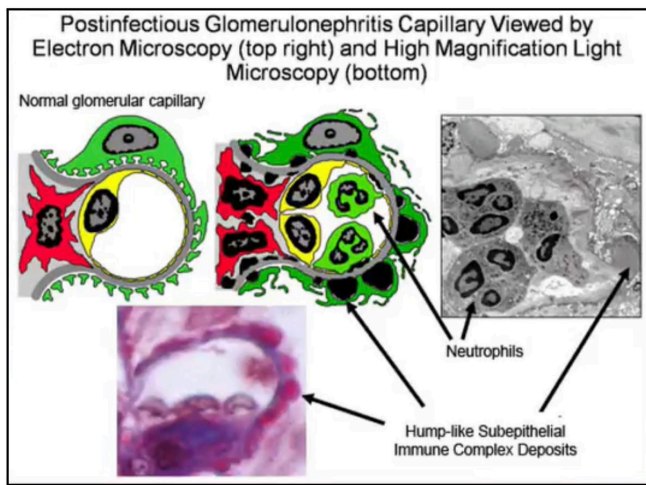 Postinfectious Glomerulonephritis Capillary Viewed by
Electron Microscopy (top right) and High Magnification Light
Microscopy (bottom)
Normal glomerular capillary
Neutrophils
Hump-like Subepithelial
Immune Complex Deposits